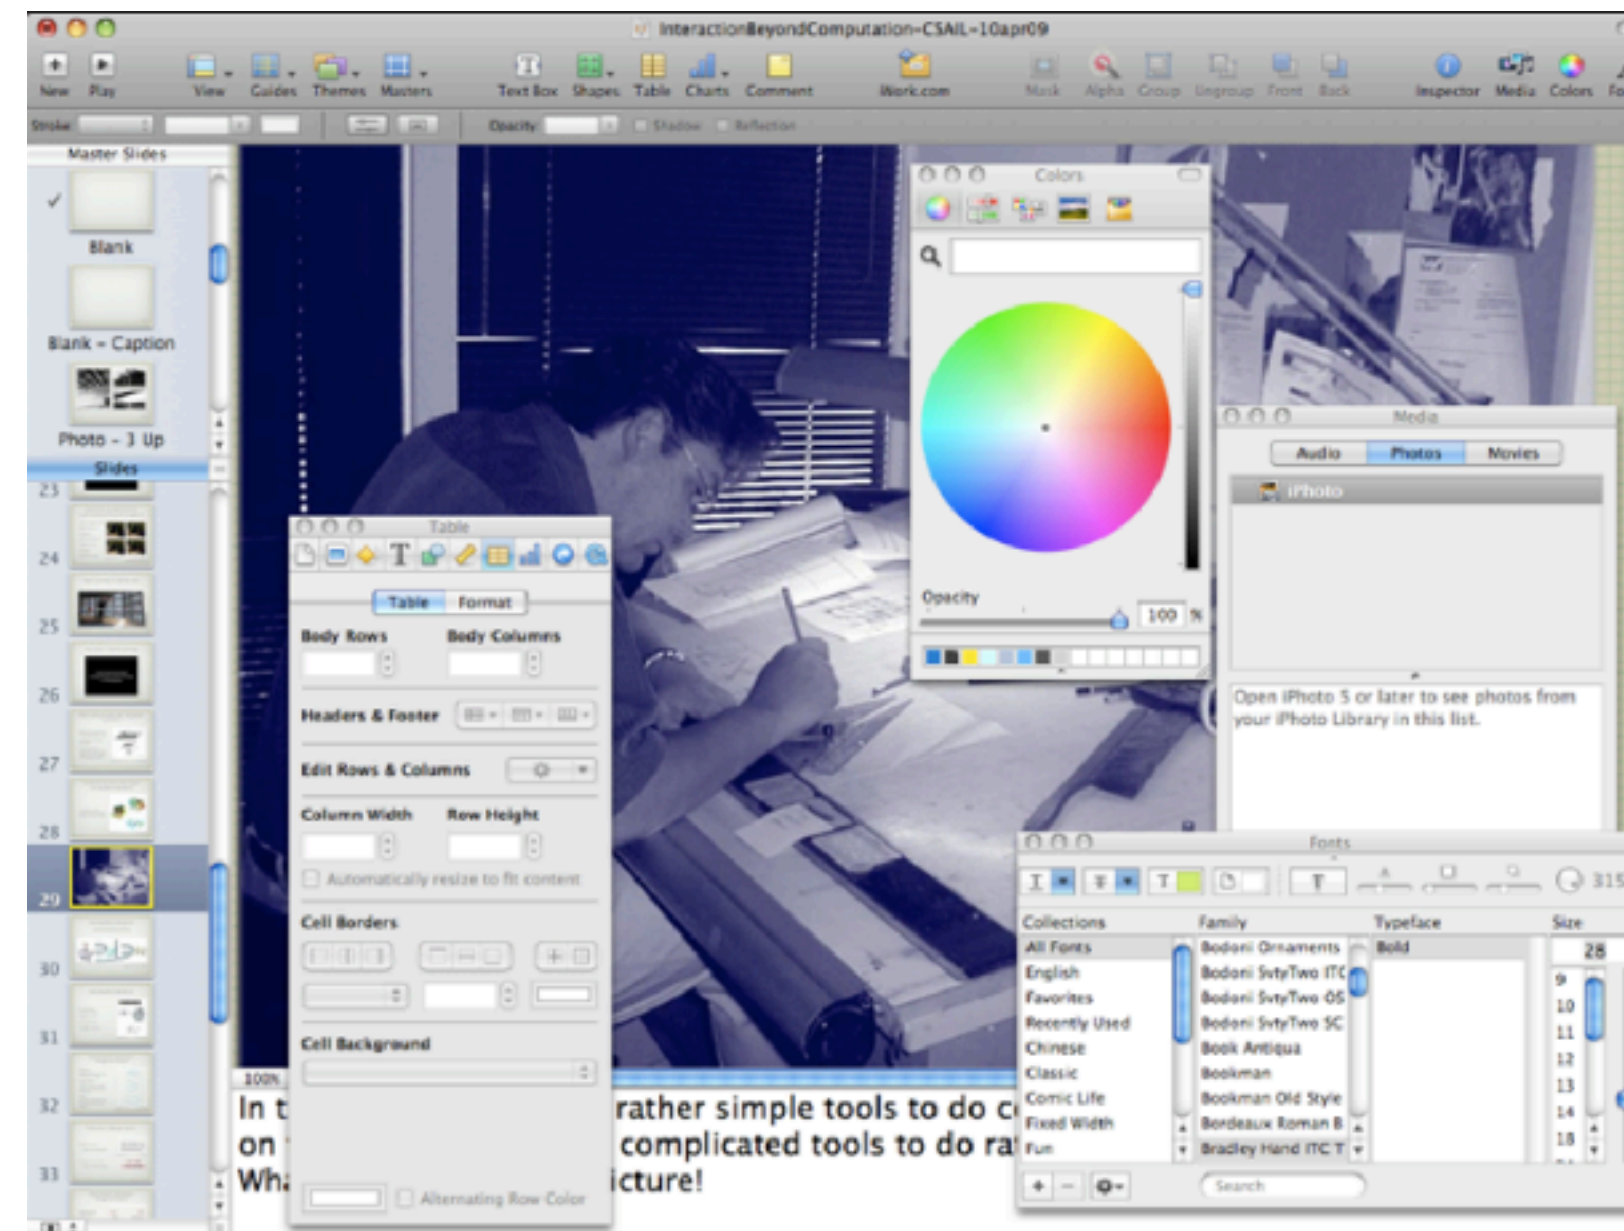 InteractionBeyondComputation-CSAIL-10apr09
New Play View Guides Themes Masters Text Box Shapes Table Charts Comment iWork.com Mask Alpha Group Ungroup Front Back Inspector Media Colors Fo
Stroke Opacity Shadow Reflection
Master Slides
Blank
Blank - Caption
Photo - 3 Up
Slides
23
24
25
26
27
28
29
30
31
32
33
Table
Table Format
Body Rows Body Columns
Headers & Footer
Edit Rows & Columns
Column Width Row Height
Automatically resize to fit content
Cell Borders
Cell Background
Alternating Row Color
Colors
Opacity
100 %
Media
Audio Photos Movies
iPhoto
Open iPhoto 5 or later to see photos from
your iPhoto Library in this list.
Fonts
315
Collections Family Typeface Size
All Fonts Bodoni Ornaments Bold 28
English Bodoni SvtyTwo ITC 9
Favorites Bodoni SvtyTwo OS 10
Recently Used Bodoni SvtyTwo SC 11
Chinese Book Antiqua 12
Classic Bookman 13
Comic Life Bookman Old Style 14
Fixed Width Bordeaux Roman B 18
Fun Bradley Hand ITC T
Search
100%
In t rather simple tools to do c
on complicated tools to do ra
Wha icture!